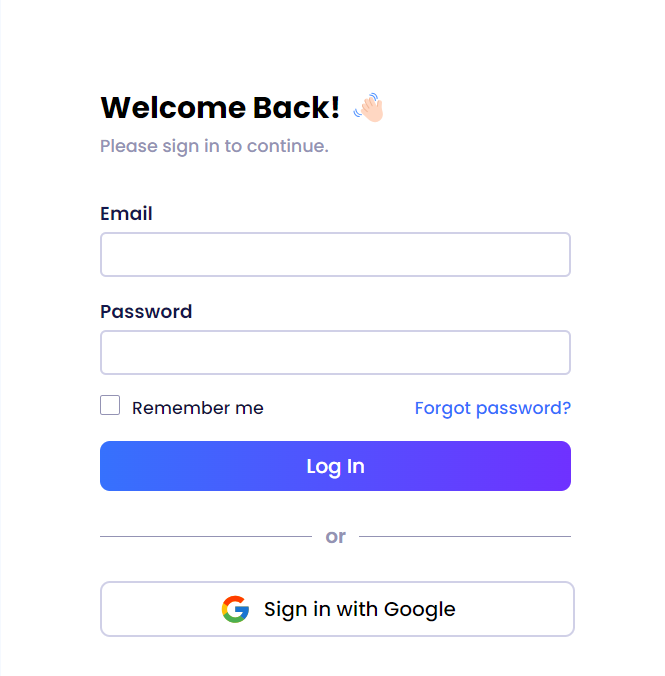 Welcome Back! 👋🏻
Please sign in to continue.
Email
Password
Remember me
Forgot password?
Log In
or
Sign in with Google